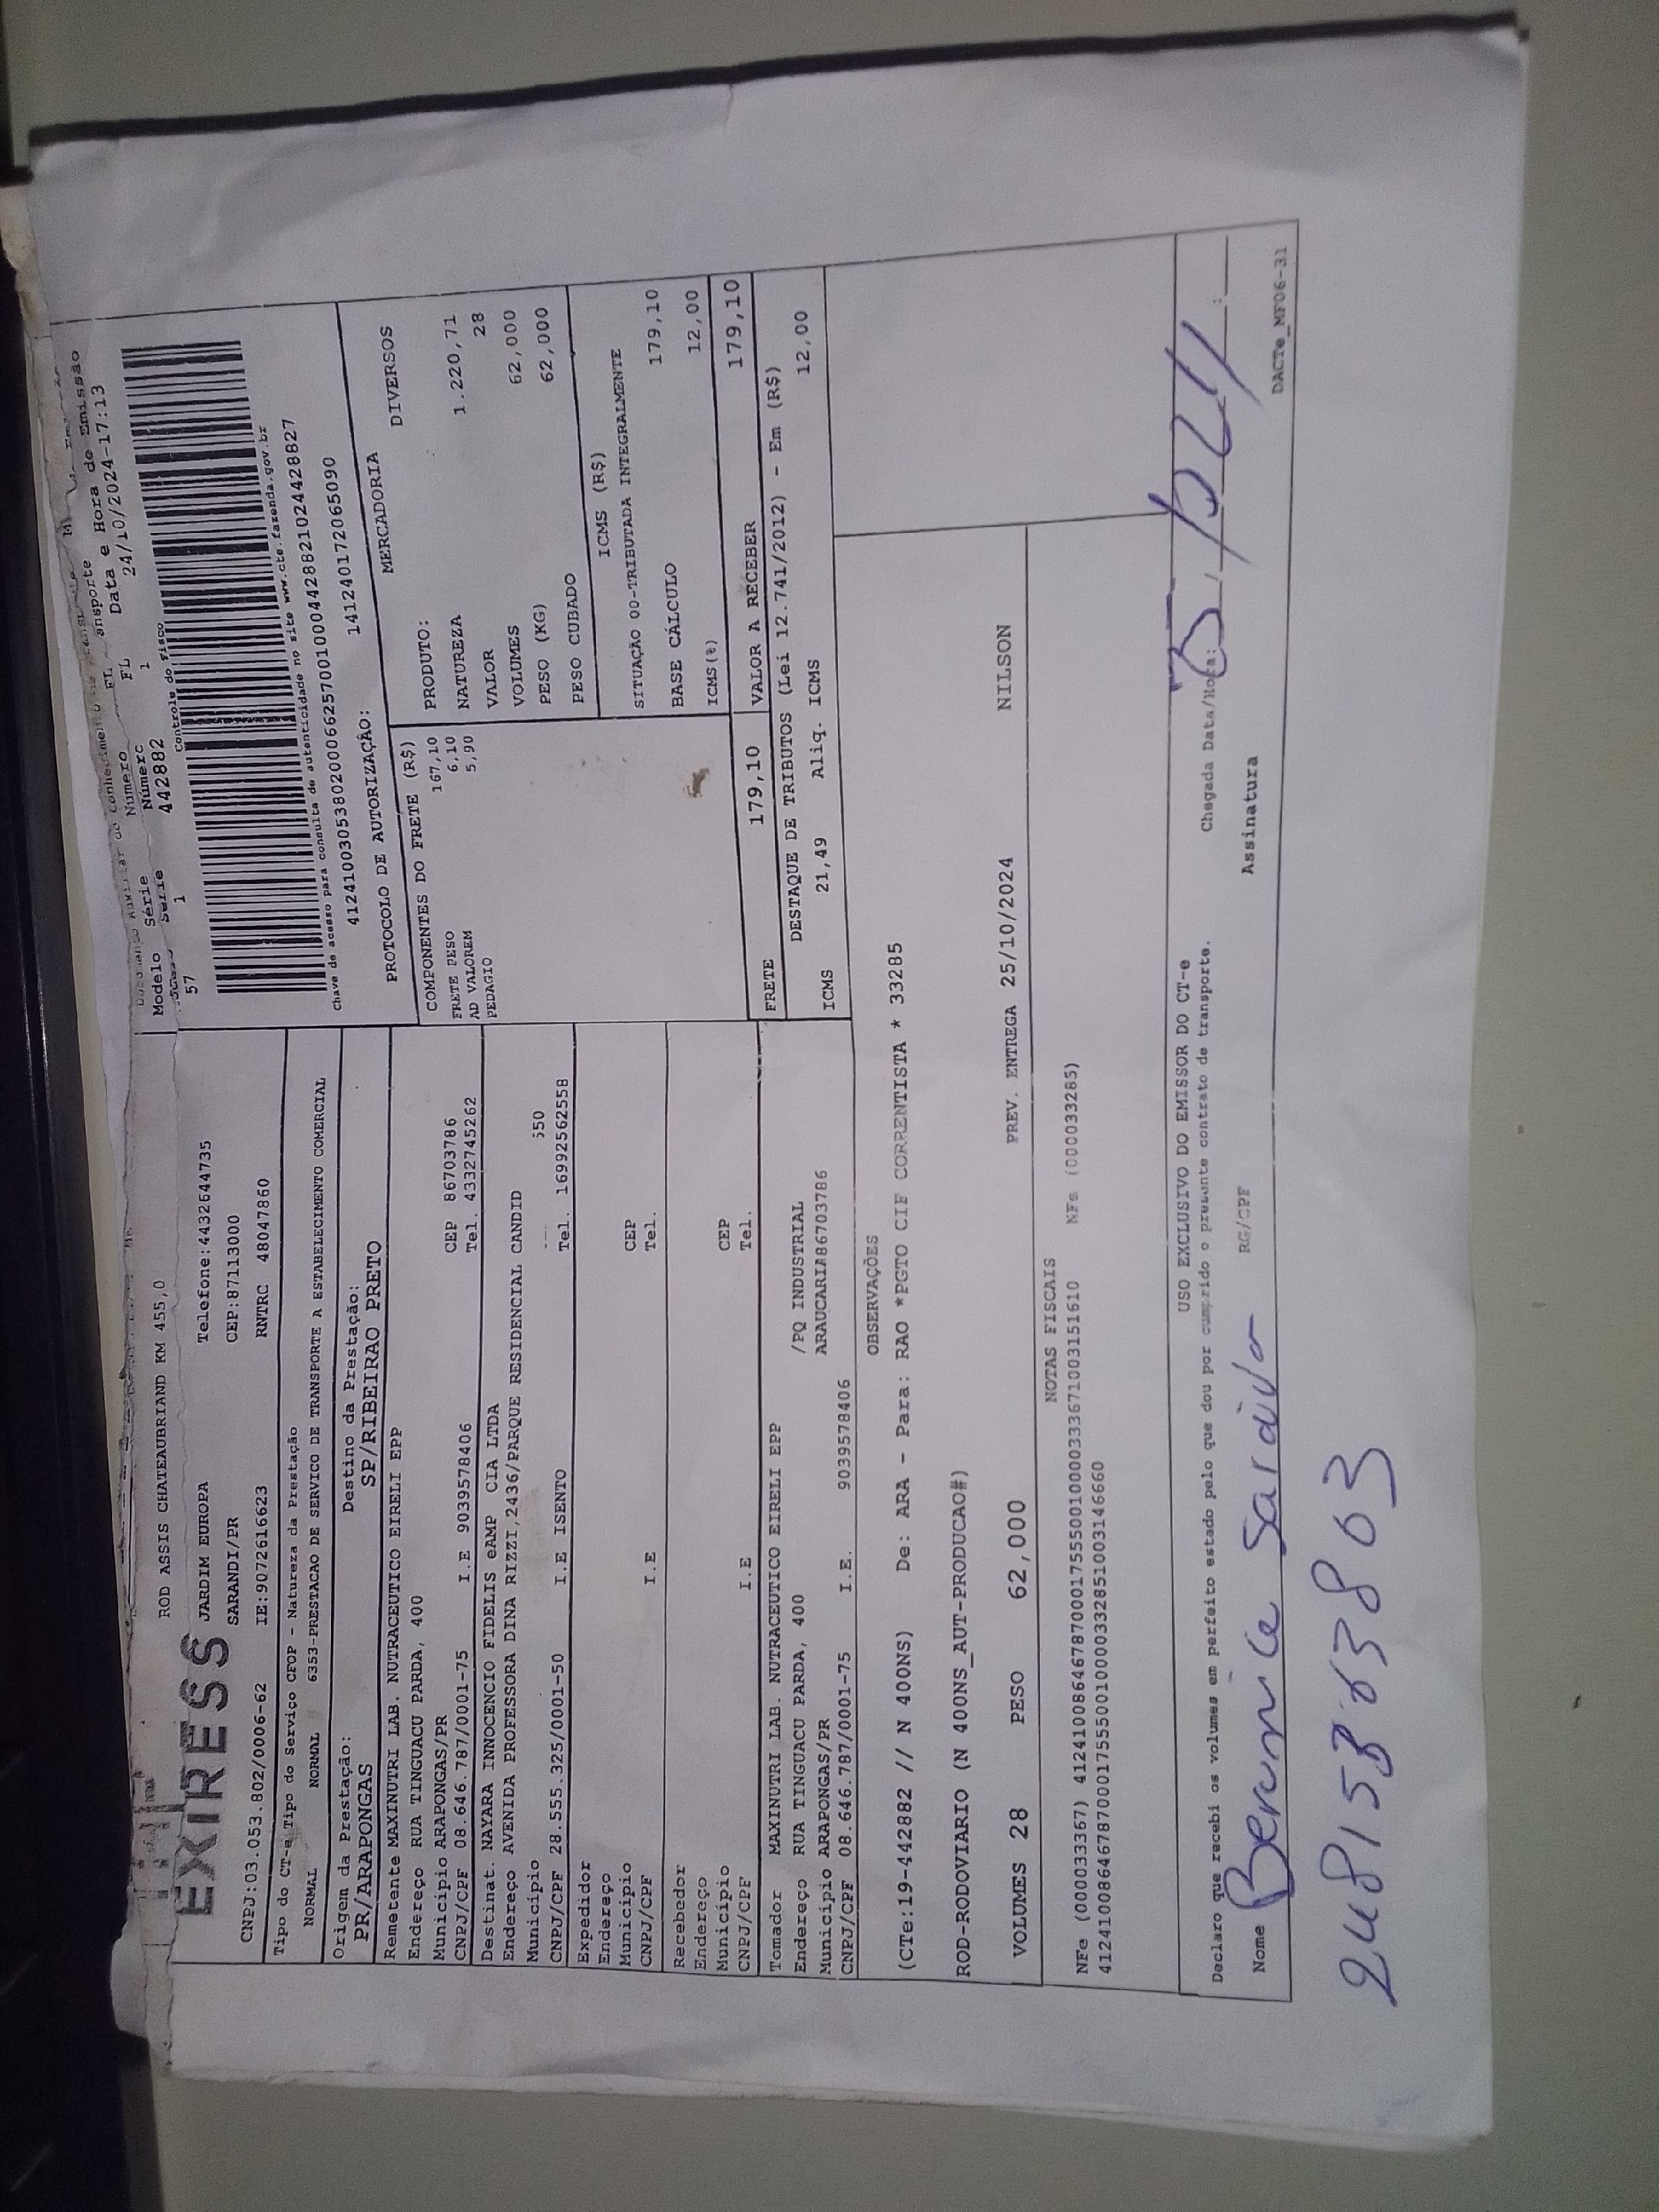 EXPRESS
ROD ASSIS CHATEAUBRIAND KM 455,0
JARDIM EUROPA Telefone:4432644735
SARANDI/PR CEP:87113000
CNPJ:03.053.802/0006-62 IE:9072616623 RNTRC 48047860
Tipo do CT-e Tipo do Serviço CFOP - Natureza da Prestação
NORMAL NORMAL 6353-PRESTACAO DE SERVICO DE TRANSPORTE A ESTABELECIMENTO COMERCIAL
Origem da Prestação: Destino da Prestação:
PR/ARAPONGAS SP/RIBEIRAO PRETO
Modelo Série Número FL Data e Hora de Emissão
57 1 442882 1 24/10/2024-17:13
Controle do Fisco
Chave de acesso para consulta de autenticidade no site www.cte.fazenda.gov.br
41241003053802000662570010004428821024428827
PROTOCOLO DE AUTORIZAÇÃO: 141240172065090
Remetente MAXINUTRI LAB. NUTRACEUTICO EIRELI EPP
Endereço RUA TINGUACU PARDA, 400
Município ARAPONGAS/PR CEP 86703786
CNPJ/CPF 08.646.787/0001-75 I.E 9039578406 Tel. 4332745262
Destinat. NAYARA INNOCENCIO FIDELIS eAMP CIA LTDA
Endereço AVENIDA PROFESSORA DINA RIZZI,2436/PARQUE RESIDENCIAL CANDID
Município 550
CNPJ/CPF 28.555.325/0001-50 I.E ISENTO Tel. 16992562558
Expedidor
Endereço
Município CEP
CNPJ/CPF I.E Tel.
Recebedor
Endereço
Município CEP
CNPJ/CPF I.E Tel.
Tomador MAXINUTRI LAB. NUTRACEUTICO EIRELI EPP
Endereço RUA TINGUACU PARDA, 400 /PQ INDUSTRIAL
Município ARAPONGAS/PR ARAUCARIA86703786
CNPJ/CPF 08.646.787/0001-75 I.E. 9039578406
COMPONENTES DO FRETE (R$)
FRETE PESO 167,10
AD VALOREM 6,10
PEDAGIO 5,90
MERCADORIA
PRODUTO: DIVERSOS
NATUREZA
VALOR 1.220,71
VOLUMES 28
PESO (KG) 62,000
PESO CUBADO 62,000
ICMS (R$)
SITUAÇÃO 00-TRIBUTADA INTEGRALMENTE
BASE CÁLCULO 179,10
ICMS(%) 12,00
FRETE 179,10 VALOR A RECEBER 179,10
DESTAQUE DE TRIBUTOS (Lei 12.741/2012) - Em (R$)
ICMS 21,49 Aliq. ICMS 12,00
OBSERVAÇÕES
(CTe:19-442882 // N 400NS) De: ARA - Para: RAO *PGTO CIF CORRENTISTA * 33285
ROD-RODOVIARIO (N 400NS_AUT-PRODUCAO#)
VOLUMES 28 PESO 62,000 PREV. ENTREGA 25/10/2024 NILSON
NOTAS FISCAIS
NFe (000033367) 41241008646787000175550010000333671003151610 NFe (000033285)
41241008646787000175550010000332851003146660
USO EXCLUSIVO DO EMISSOR DO CT-e
Declaro que recebi os volumes em perfeito estado pelo que dou por cumprido o presente contrato de transporte. Chegada Data/Hora:
Nome Berenice RG/CPF Assinatura
DACTe_MF06-31